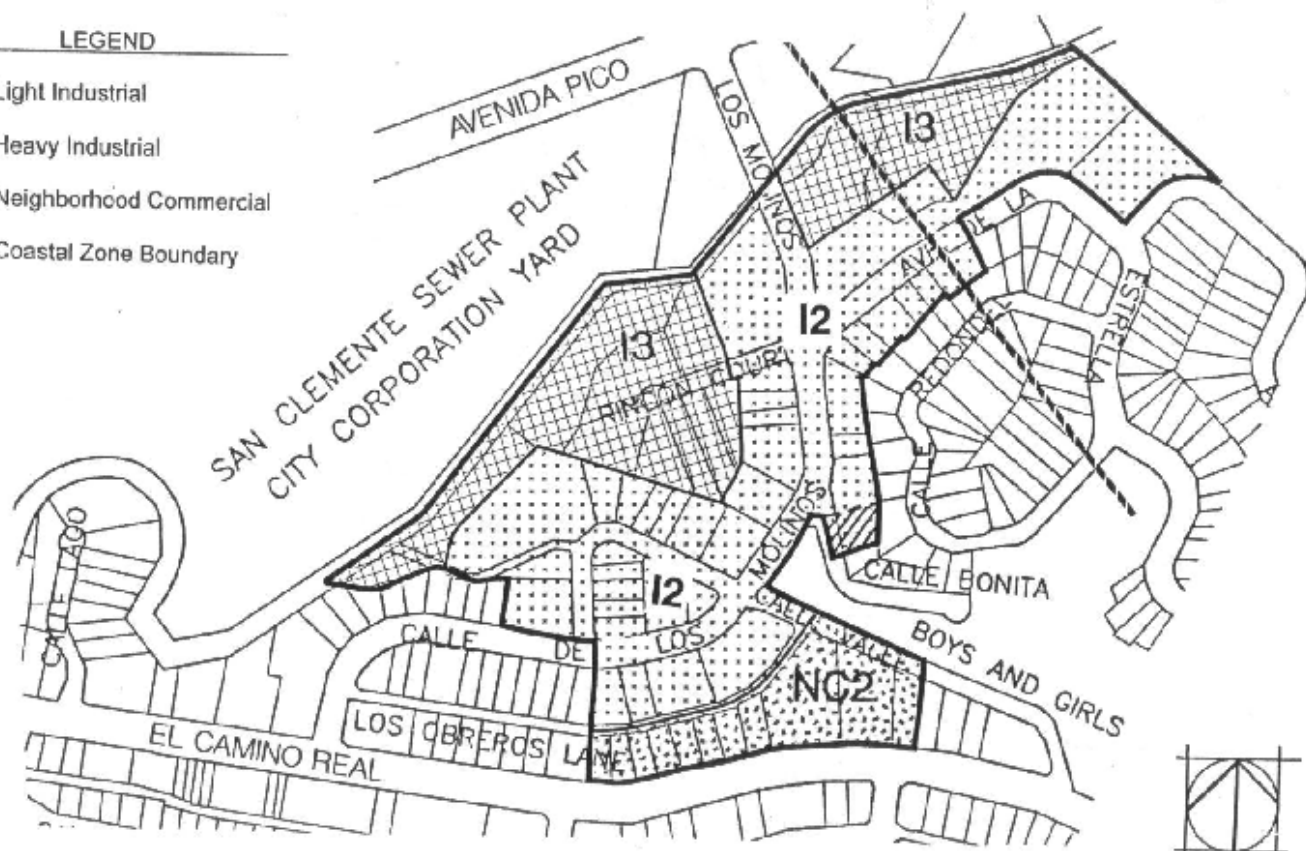 LEGEND
Light Industrial
Heavy Industrial
Neighborhood Commercial
Coastal Zone Boundary
AVENIDA PICO
LOS MOLINOS
SAN CLEMENTE SEWER PLANT
CITY CORPORATION YARD
I3
I3
I2
AVE DE LA
ESTRELLA
RINCON COURT
CALLE REDONDA
MOLINOS
CALLE BONITA
I2
CALLE DE LOS
CALLE VALLE
BOYS AND GIRLS
NC2
LOS OBREROS LANE
EL CAMINO REAL